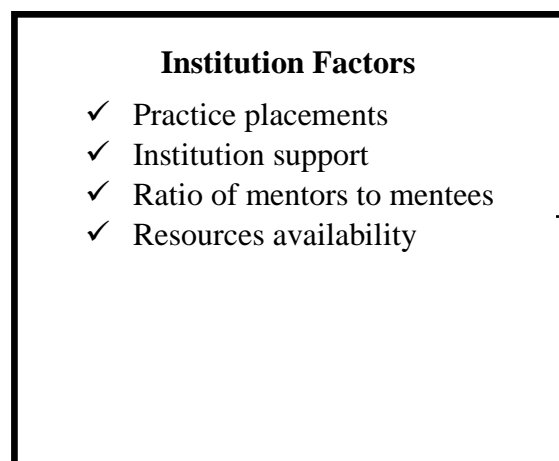 Institution Factors
✓ Practice placements
✓ Institution support
✓ Ratio of mentors to mentees
✓ Resources availability